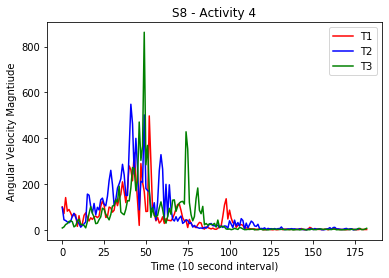 S8 - Activity 4
T1
T2
T3
Angular Velocity Magntiude
800
600
400
200
0
0 25 50 75 100 125 150 175
Time (10 second interval)